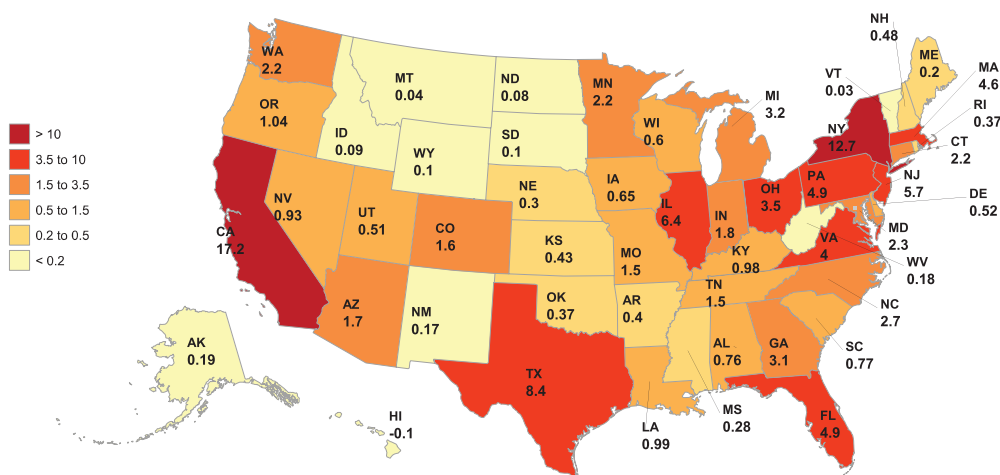 > 10
3.5 to 10
1.5 to 3.5
0.5 to 1.5
0.2 to 0.5
< 0.2
WA
2.2
OR
1.04
CA
17.2
NV
0.93
ID
0.09
MT
0.04
WY
0.1
UT
0.51
CO
1.6
AZ
1.7
NM
0.17
ND
0.08
SD
0.1
NE
0.3
KS
0.43
OK
0.37
TX
8.4
MN
2.2
IA
0.65
MO
1.5
AR
0.4
LA
0.99
WI
0.6
IL
6.4
MI
3.2
IN
1.8
OH
3.5
KY
0.98
TN
1.5
MS
0.28
AL
0.76
GA
3.1
FL
4.9
SC
0.77
NC
2.7
VA
4
WV
0.18
MD
2.3
DE
0.52
PA
4.9
NJ
5.7
NY
12.7
CT
2.2
RI
0.37
MA
4.6
VT
0.03
NH
0.48
ME
0.2
AK
0.19
HI
-0.1